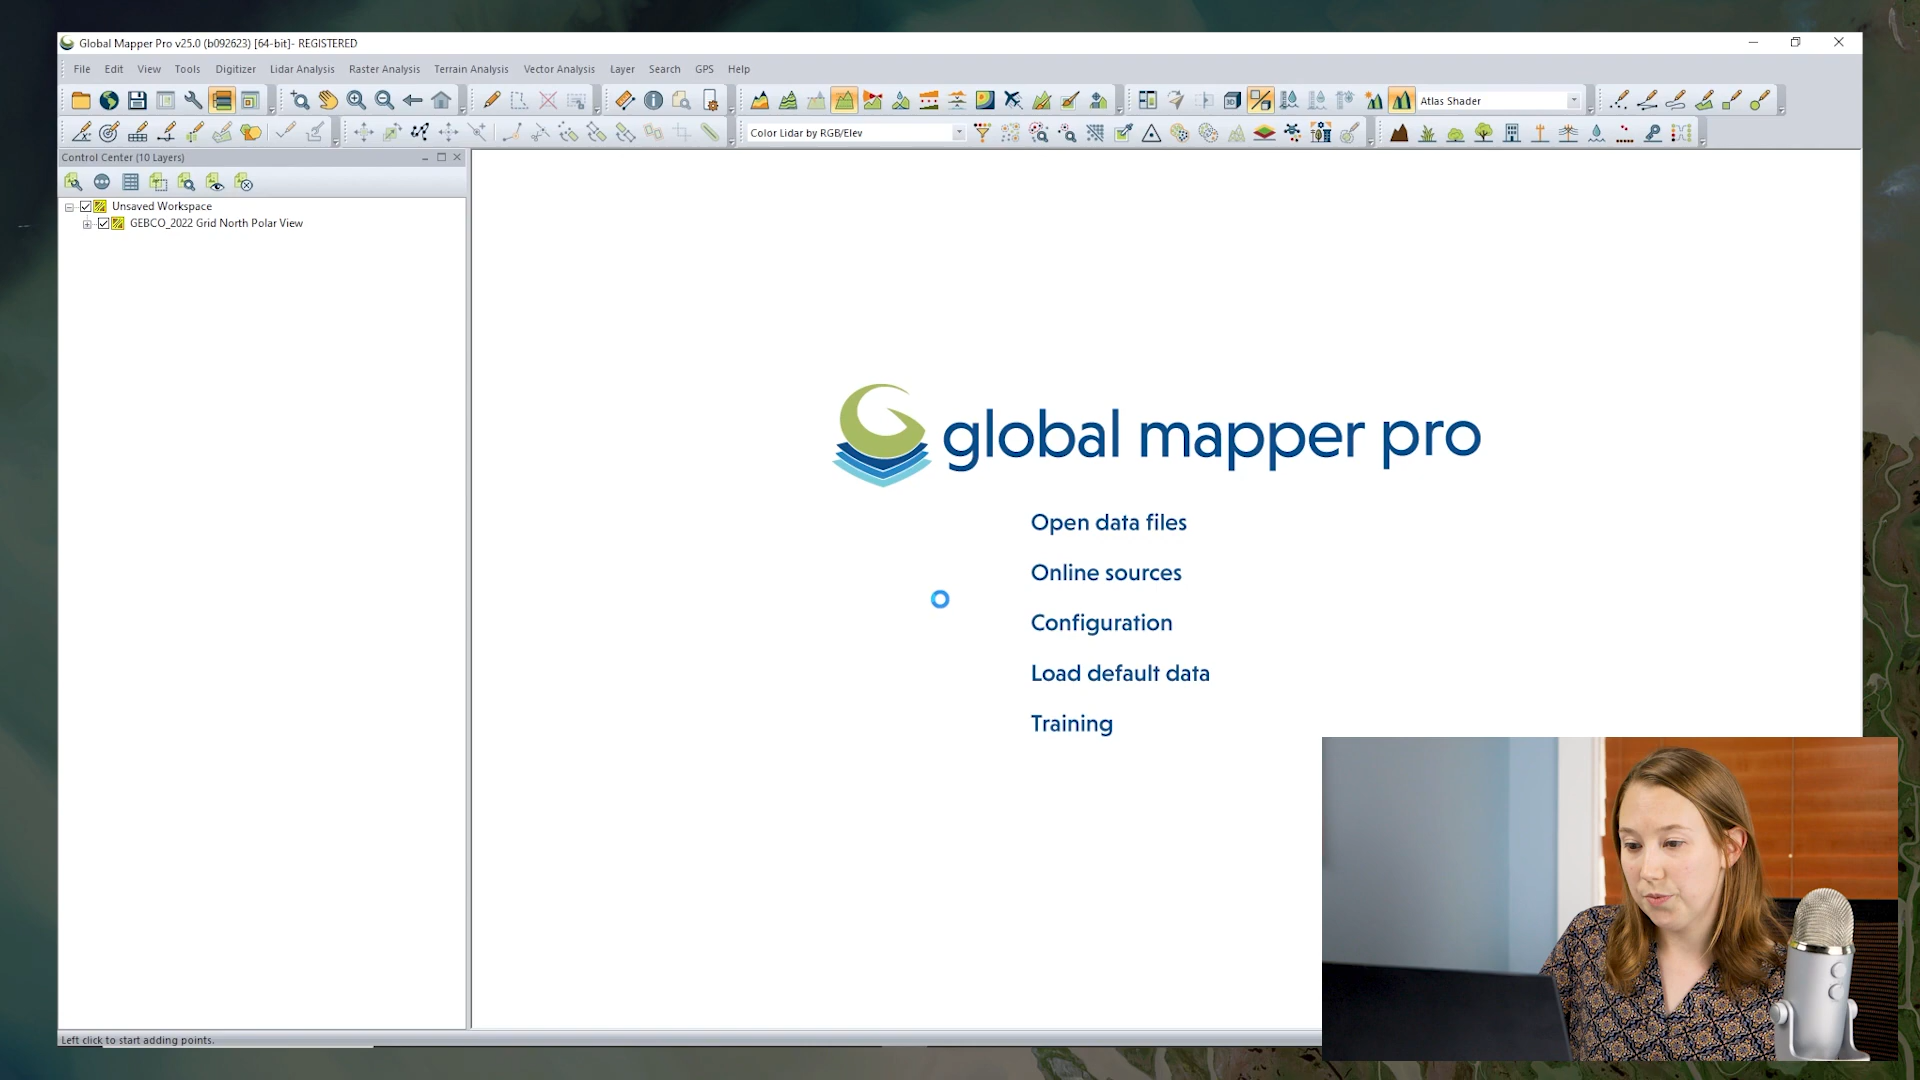 Global Mapper Pro v25.0 (b092623) [64-bit]- REGISTERED
File Edit View Tools Digitizer Lidar Analysis Raster Analysis Terrain Analysis Vector Analysis Layer Search GPS Help
Atlas Shader
Color Lidar by RGB/Elev
Control Center (10 Layers)
Unsaved Workspace
GEBCO_2022 Grid North Polar View
global mapper pro
Open data files
Online sources
Configuration
Load default data
Training
Left click to start adding points.